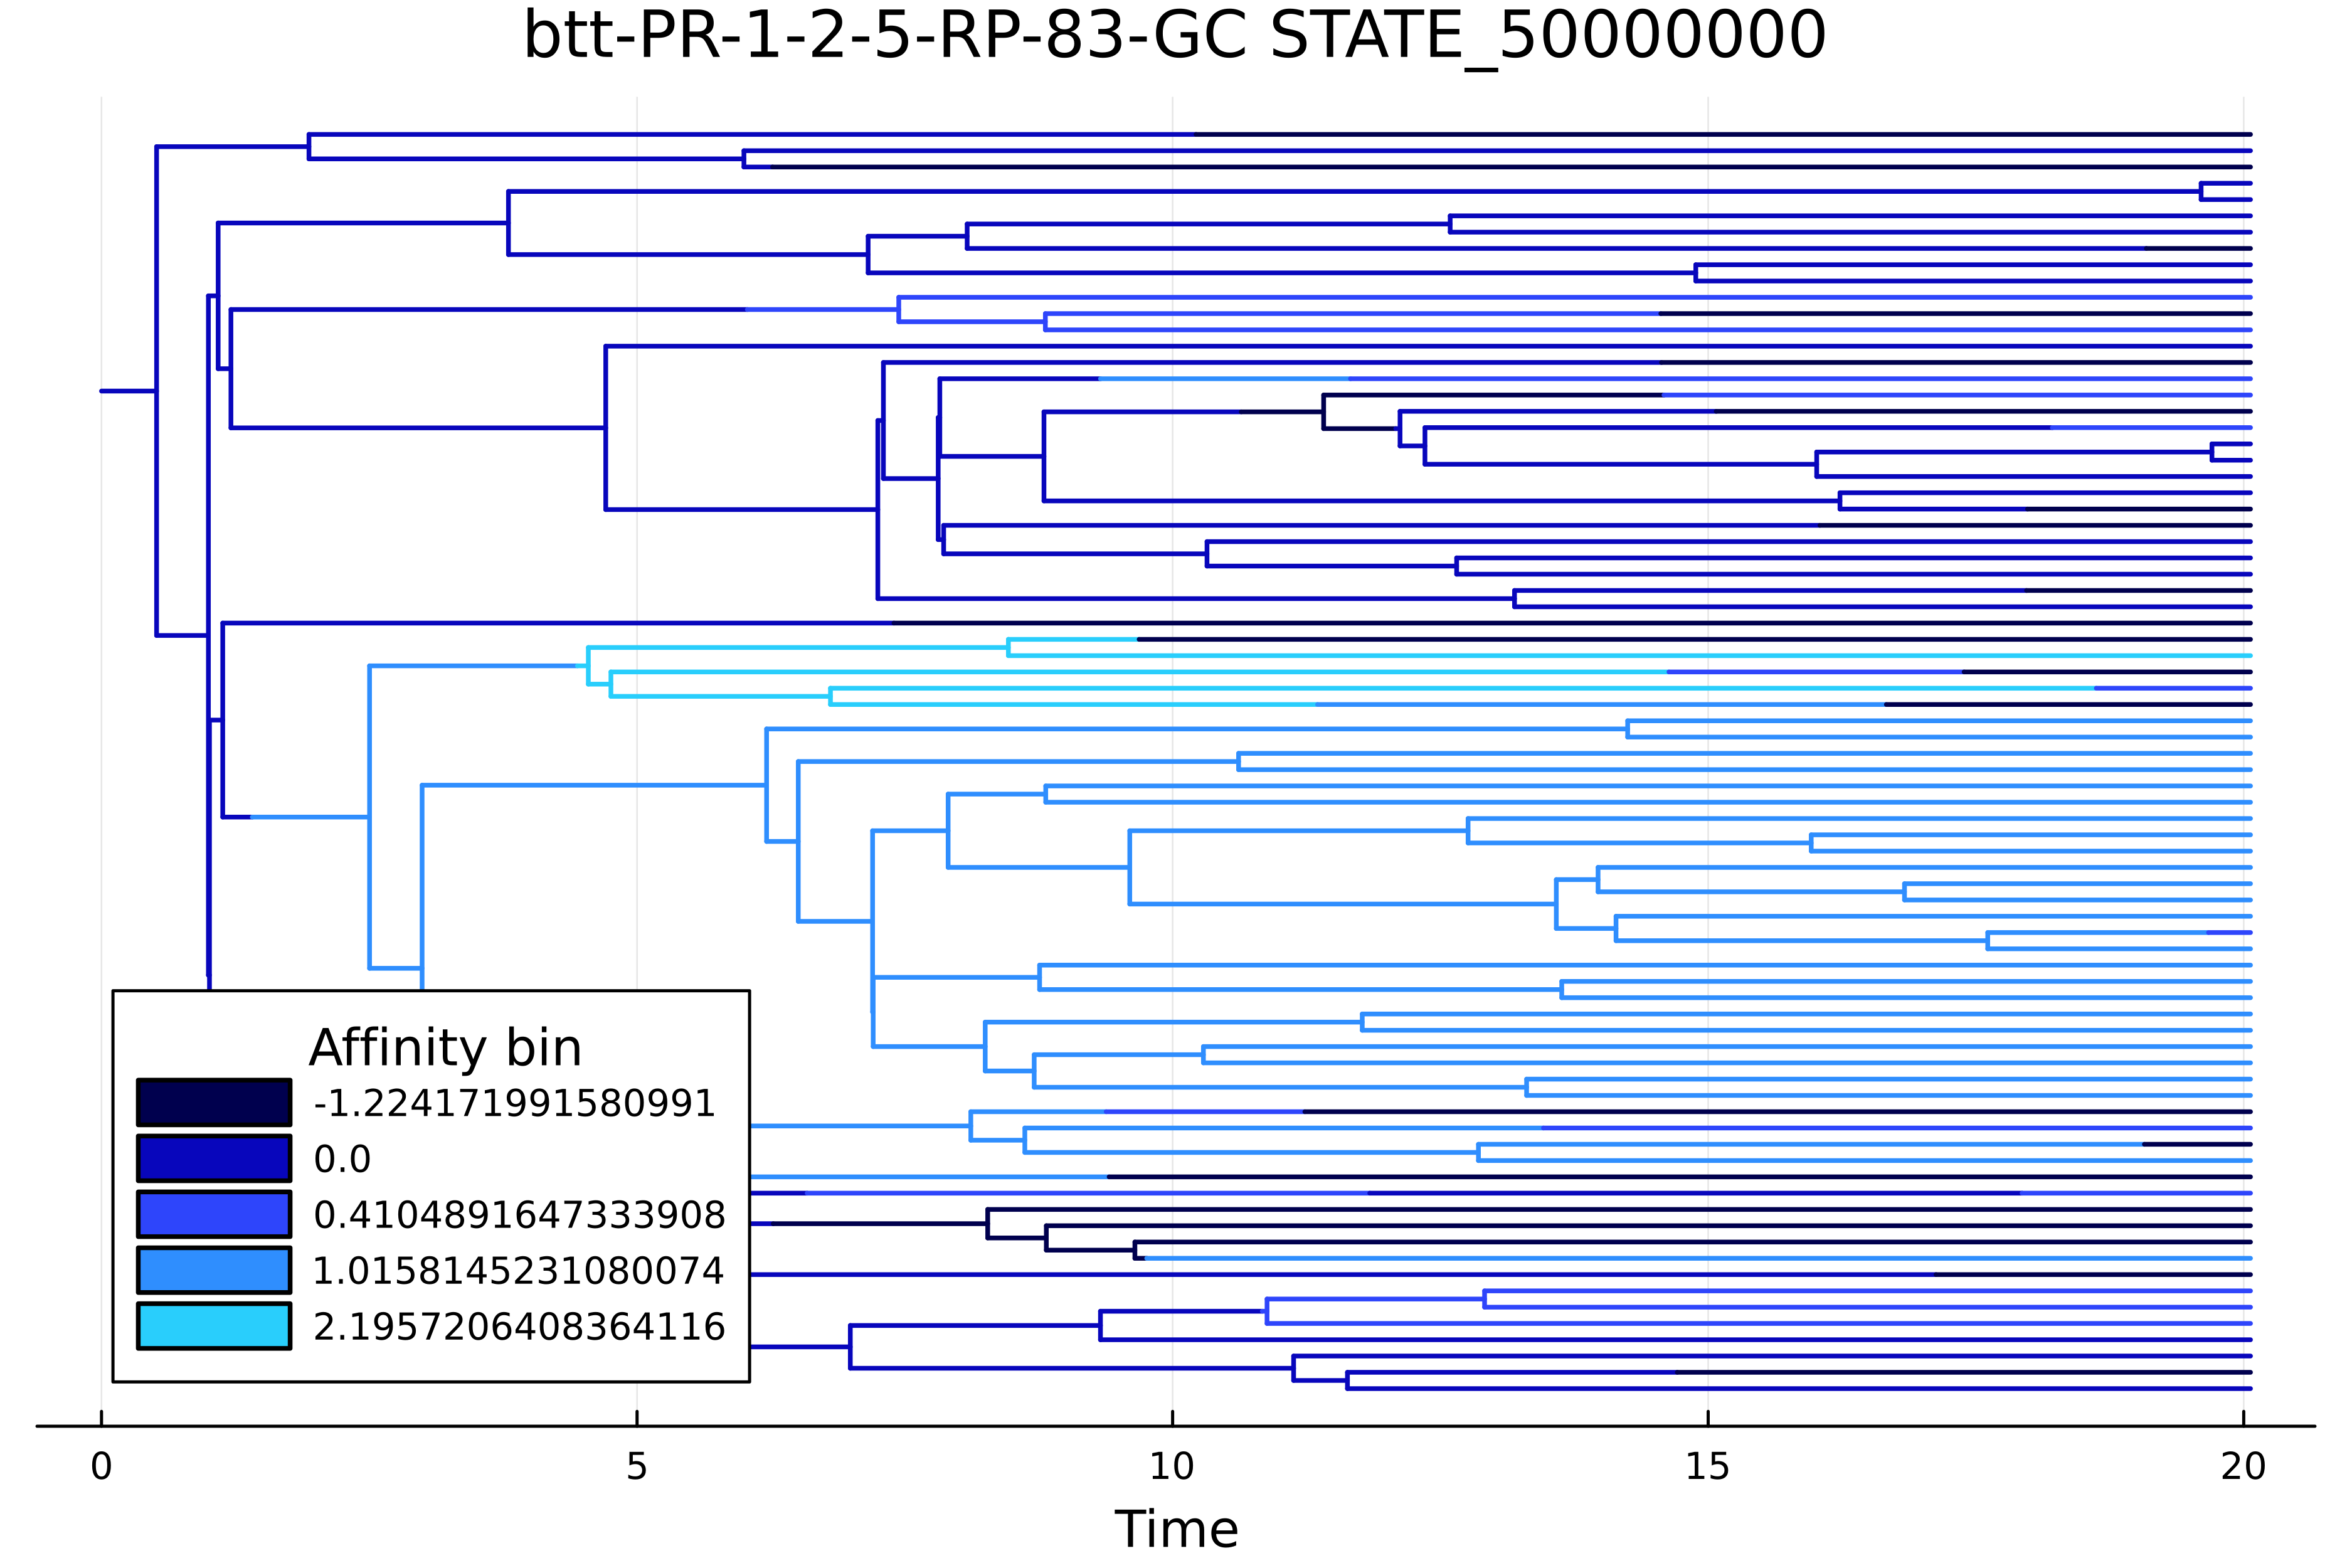 btt-PR-1-2-5-RP-83-GC STATE_50000000
Affinity bin
-1.224171991580991
0.0
0.4104891647333908
1.0158145231080074
2.1957206408364116
0 5 10 15 20
Time